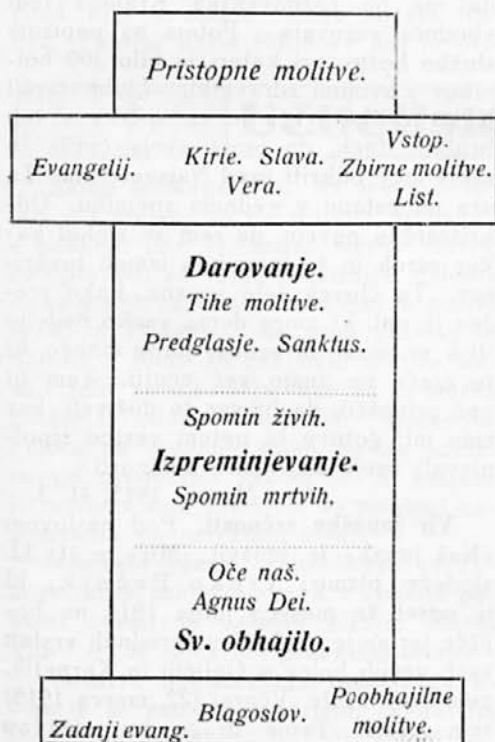 Pristopne molitve.
Evangelij.
Kirie. Slava.
Vera.
Vstop.
Zbirne molitve.
List.
Darovanje.
Tihe molitve.
Predglasje. Sanktus.
Spomin živih.
Izpreminjevanje.
Spomin mrtvih.
Oče naš.
Agnus Dei.
Sv. obhajilo.
Zadnji evang.
Blagoslov.
Poobhajilne
molitve.